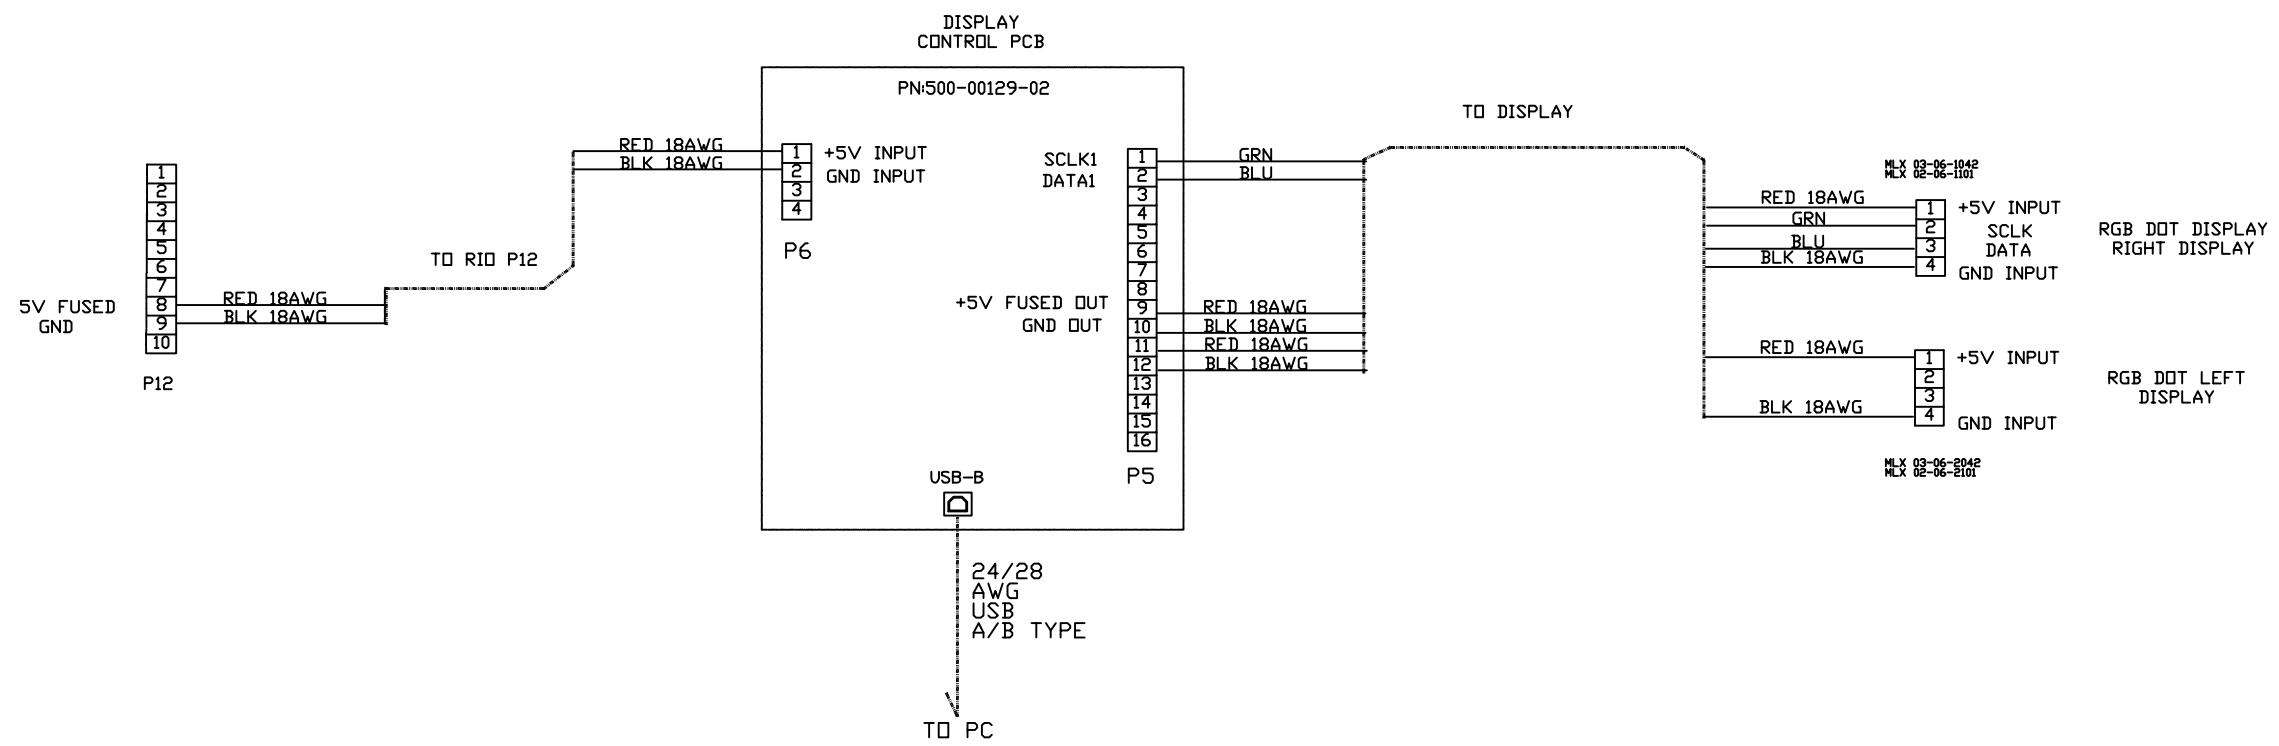 DISPLAY
CONTROL PCB
PN:500-00129-02
TO DISPLAY
RED 18AWG
BLK 18AWG
1
2
3
4
+5V INPUT
GND INPUT
P6
TO RIO P12
1
2
3
4
5
6
7
8
9
10
5V FUSED
GND
RED 18AWG
BLK 18AWG
P12
SCLK1
DATA1
+5V FUSED OUT
GND OUT
1
2
3
4
5
6
7
8
9
10
11
12
13
14
15
16
P5
GRN
BLU
RED 18AWG
BLK 18AWG
RED 18AWG
BLK 18AWG
MLX 03-06-1042
MLX 02-06-1101
RED 18AWG
GRN
BLU
BLK 18AWG
1
2
3
4
+5V INPUT
SCLK
DATA
GND INPUT
RGB DOT DISPLAY
RIGHT DISPLAY
RED 18AWG
BLK 18AWG
1
2
3
4
+5V INPUT
GND INPUT
RGB DOT LEFT
DISPLAY
MLX 03-06-2042
MLX 02-06-2101
USB-B
24/28
AWG
USB
A/B TYPE
TO PC